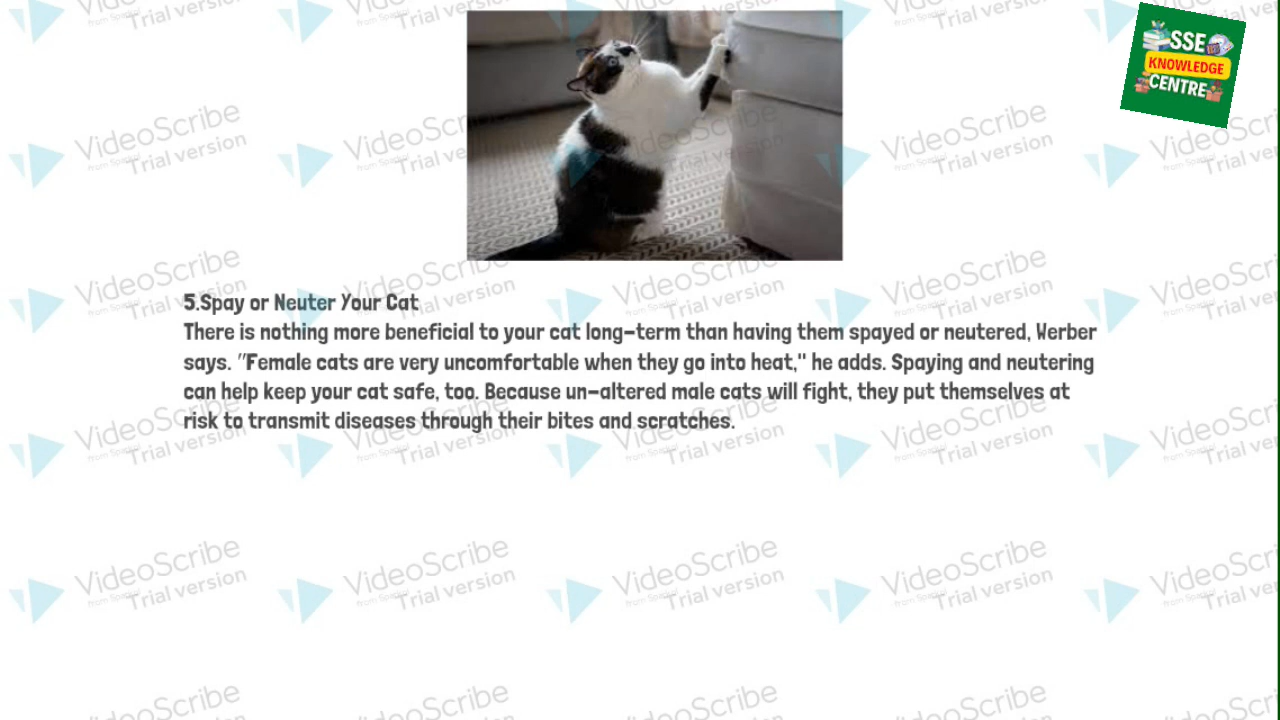 SSE
KNOWLEDGE
CENTRE
5.Spay or Neuter Your Cat
There is nothing more beneficial to your cat long-term than having them spayed or neutered, Werber
says. "Female cats are very uncomfortable when they go into heat," he adds. Spaying and neutering
can help keep your cat safe, too. Because un-altered male cats will fight, they put themselves at
risk to transmit diseases through their bites and scratches.
VideoScribe
Trial version